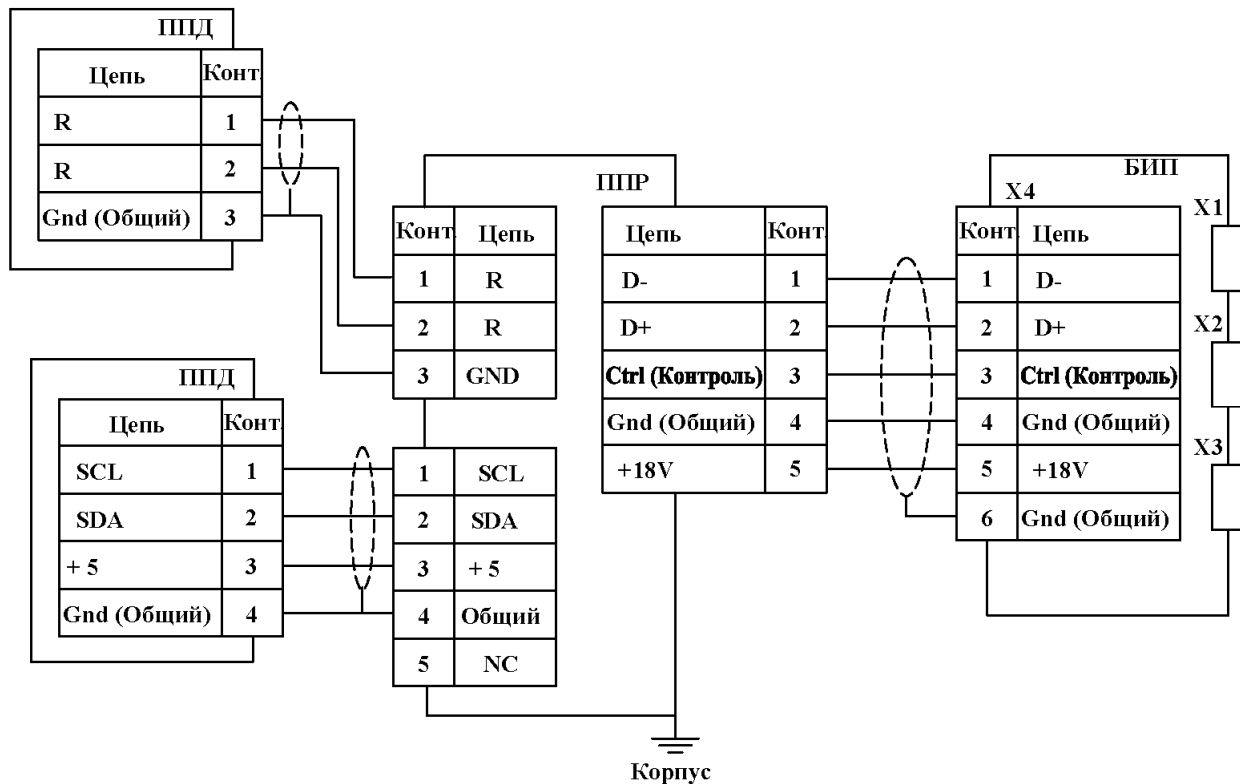 ППД
Цепь Конт.
R 1
R 2
Gnd (Общий) 3
ППД
Цепь Конт.
SCL 1
SDA 2
+ 5 3
Gnd (Общий) 4
ППР
Конт. Цепь
1 R
2 R
3 GND
1 SCL
2 SDA
3 + 5
4 Общий
5 NC
Цепь Конт.
D- 1
D+ 2
Ctrl (Контроль) 3
Gnd (Общий) 4
+18V 5
БИП
X4
Конт. Цепь
1 D-
2 D+
3 Ctrl (Контроль)
4 Gnd (Общий)
5 +18V
6 Gnd (Общий)
X1
X2
X3
Корпус